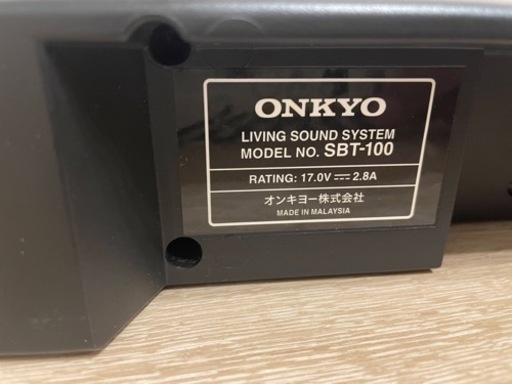 ONKYO
LIVING SOUND SYSTEM
MODEL NO. SBT-100
RATING: 17.0V ⎓ 2.8A
オンキヨー株式会社
MADE IN MALAYSIA